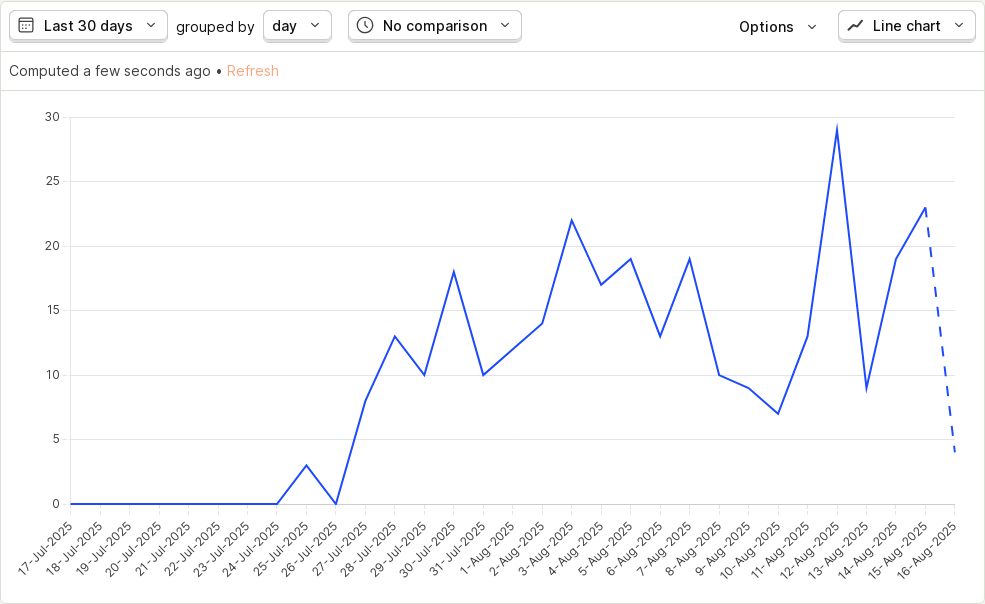 Last 30 days grouped by day No comparison Options Line chart
Computed a few seconds ago • Refresh
30
25
20
15
10
5
0
17-Jul-2025
18-Jul-2025
19-Jul-2025
20-Jul-2025
21-Jul-2025
22-Jul-2025
23-Jul-2025
24-Jul-2025
25-Jul-2025
26-Jul-2025
27-Jul-2025
28-Jul-2025
29-Jul-2025
30-Jul-2025
31-Jul-2025
1-Aug-2025
2-Aug-2025
3-Aug-2025
4-Aug-2025
5-Aug-2025
6-Aug-2025
7-Aug-2025
8-Aug-2025
9-Aug-2025
10-Aug-2025
11-Aug-2025
12-Aug-2025
13-Aug-2025
14-Aug-2025
15-Aug-2025
16-Aug-2025